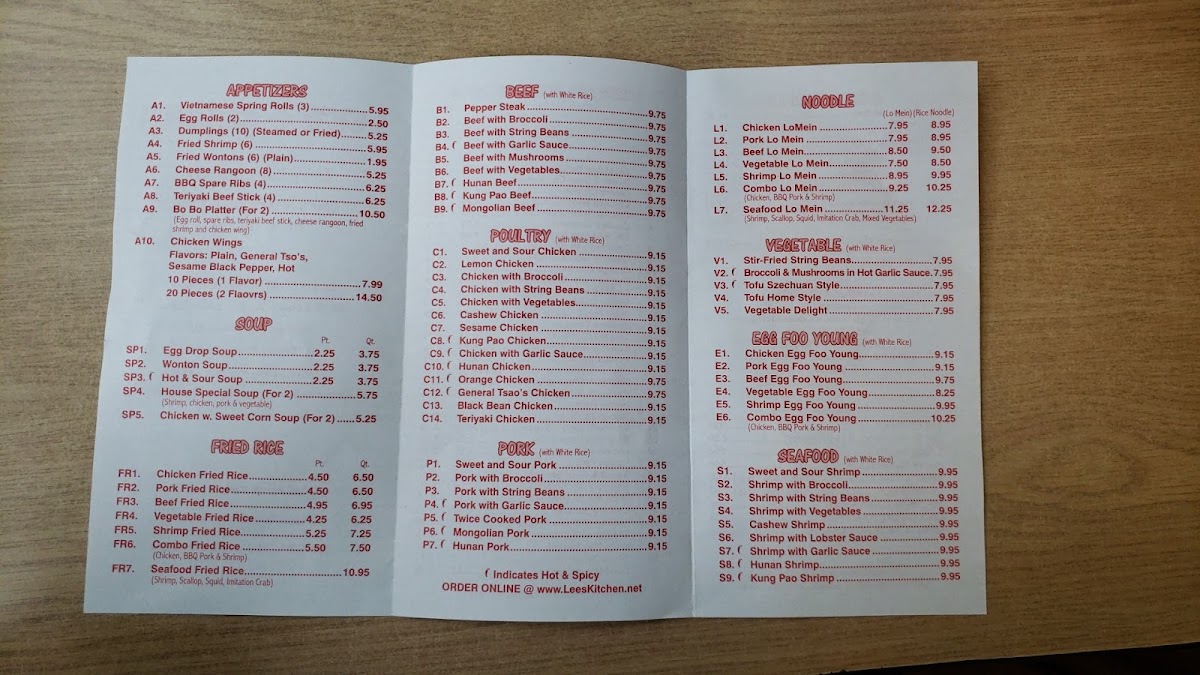 APPETIZERS
A1. Vietnamese Spring Rolls (3) 5.95
A2. Egg Rolls (2) 2.50
A3. Dumplings (10) (Steamed or Fried) 5.25
A4. Fried Shrimp (6) 5.95
A5. Fried Wontons (6) (Plain) 1.95
A6. Cheese Rangoon (8) 5.25
A7. BBQ Spare Ribs (4) 6.25
A8. Teriyaki Beef Stick (4) 6.25
A9. Bo Bo Platter (For 2) 10.50
(Egg roll, spare ribs, teriyaki beef stick, cheese rangoon, fried
shrimp and chicken wing)
A10. Chicken Wings
Flavors: Plain, General Tso's,
Sesame Black Pepper, Hot
10 Pieces (1 Flavor) 7.99
20 Pieces (2 Flaovrs) 14.50
SOUP
Pt. Qt.
SP1. Egg Drop Soup 2.25 3.75
SP2. Wonton Soup 2.25 3.75
SP3. Hot & Sour Soup 2.25 3.75
SP4. House Special Soup (For 2) 5.75
(Shrimp, chicken, pork & vegetable)
SP5. Chicken w. Sweet Corn Soup (For 2) 5.25
FRIED RICE
Pt. Qt.
FR1. Chicken Fried Rice 4.50 6.50
FR2. Pork Fried Rice 4.50 6.50
FR3. Beef Fried Rice 4.95 6.95
FR4. Vegetable Fried Rice 4.25 6.25
FR5. Shrimp Fried Rice 5.25 7.25
FR6. Combo Fried Rice 5.50 7.50
(Chicken, BBQ Pork & Shrimp)
FR7. Seafood Fried Rice 10.95
(Shrimp, Scallop, Squid, Imitation Crab)
BEEF (with White Rice)
B1. Pepper Steak 9.75
B2. Beef with Broccoli 9.75
B3. Beef with String Beans 9.75
B4. Beef with Garlic Sauce 9.75
B5. Beef with Mushrooms 9.75
B6. Beef with Vegetables 9.75
B7. Hunan Beef 9.75
B8. Kung Pao Beef 9.75
B9. Mongolian Beef 9.75
POULTRY (with White Rice)
C1. Sweet and Sour Chicken 9.15
C2. Lemon Chicken 9.15
C3. Chicken with Broccoli 9.15
C4. Chicken with String Beans 9.15
C5. Chicken with Vegetables 9.15
C6. Cashew Chicken 9.15
C7. Sesame Chicken 9.15
C8. Kung Pao Chicken 9.15
C9. Chicken with Garlic Sauce 9.15
C10. Hunan Chicken 9.15
C11. Orange Chicken 9.75
C12. General Tsao's Chicken 9.75
C13. Black Bean Chicken 9.15
C14. Teriyaki Chicken 9.15
PORK (with White Rice)
P1. Sweet and Sour Pork 9.15
P2. Pork with Broccoli 9.15
P3. Pork with String Beans 9.15
P4. Pork with Garlic Sauce 9.15
P5. Twice Cooked Pork 9.15
P6. Mongolian Pork 9.15
P7. Hunan Pork 9.15
Indicates Hot & Spicy
ORDER ONLINE @ www.LeesKitchen.net
NOODLE
(Lo Mein) (Rice Noodle)
L1. Chicken LoMein 7.95 8.95
L2. Pork Lo Mein 7.95 8.95
L3. Beef Lo Mein 8.50 9.50
L4. Vegetable Lo Mein 7.50 8.50
L5. Shrimp Lo Mein 8.95 9.95
L6. Combo Lo Mein 9.25 10.25
(Chicken, BBQ Pork & Shrimp)
L7. Seafood Lo Mein 11.25 12.25
(Shrimp, Scallop, Squid, Imitation Crab, Mixed Vegetables)
VEGETABLE (with White Rice)
V1. Stir-Fried String Beans 7.95
V2. Broccoli & Mushrooms in Hot Garlic Sauce. 7.95
V3. Tofu Szechuan Style 7.95
V4. Tofu Home Style 7.95
V5. Vegetable Delight 7.95
EGG FOO YOUNG (with White Rice)
E1. Chicken Egg Foo Young 9.15
E2. Pork Egg Foo Young 9.15
E3. Beef Egg Foo Young 9.75
E4. Vegetable Egg Foo Young 8.25
E5. Shrimp Egg Foo Young 9.95
E6. Combo Egg Foo Young 10.25
(Chicken, BBQ Pork & Shrimp)
SEAFOOD (with White Rice)
S1. Sweet and Sour Shrimp 9.95
S2. Shrimp with Broccoli 9.95
S3. Shrimp with String Beans 9.95
S4. Shrimp with Vegetables 9.95
S5. Cashew Shrimp 9.95
S6. Shrimp with Lobster Sauce 9.95
S7. Shrimp with Garlic Sauce 9.95
S8. Hunan Shrimp 9.95
S9. Kung Pao Shrimp 9.95